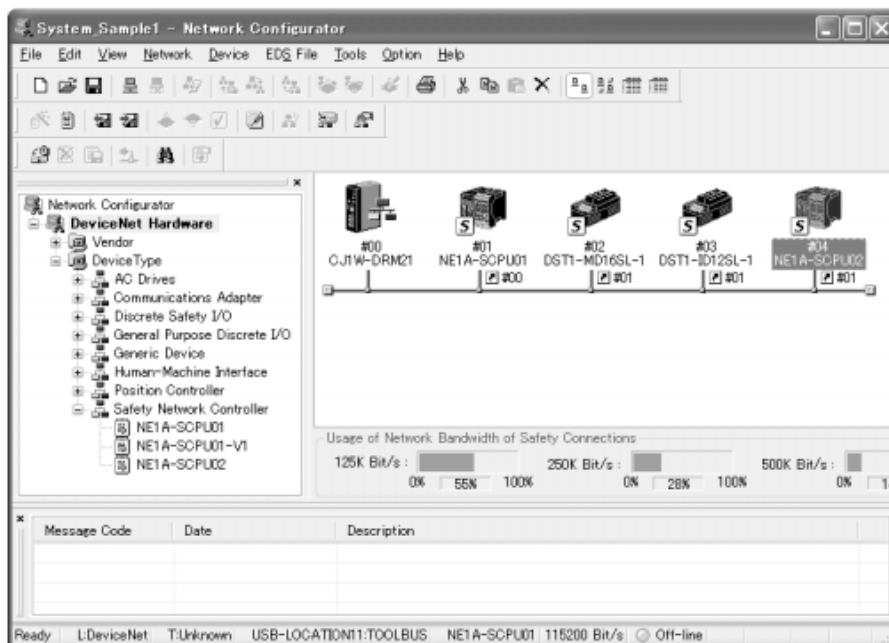 System_Sample1 - Network Configurator
File Edit View Network Device EDS File Tools Option Help
Network Configurator
DeviceNet Hardware
Vendor
DeviceType
AC Drives
Communications Adapter
Discrete Safety I/O
General Purpose Discrete I/O
Generic Device
Human-Machine Interface
Position Controller
Safety Network Controller
NE1A-SCPU01
NE1A-SCPU01-V1
NE1A-SCPU02
#00 #01 #02 #03 #04
CJ1W-DRM21 NE1A-SCPU01 DST1-MD16SL-1 DST1-ID12SL-1 NE1A-SCPU02
#00 #01 #01 #01
Usage of Network Bandwidth of Safety Connections
125K Bit/s : 250K Bit/s : 500K Bit/s :
0% 55% 100% 0% 28% 100% 0%
Message Code Date Description
Ready L:DeviceNet T:Unknown USB-LOCATION11:TOOLBUS NE1A-SCPU01 115200 Bit/s Off-line